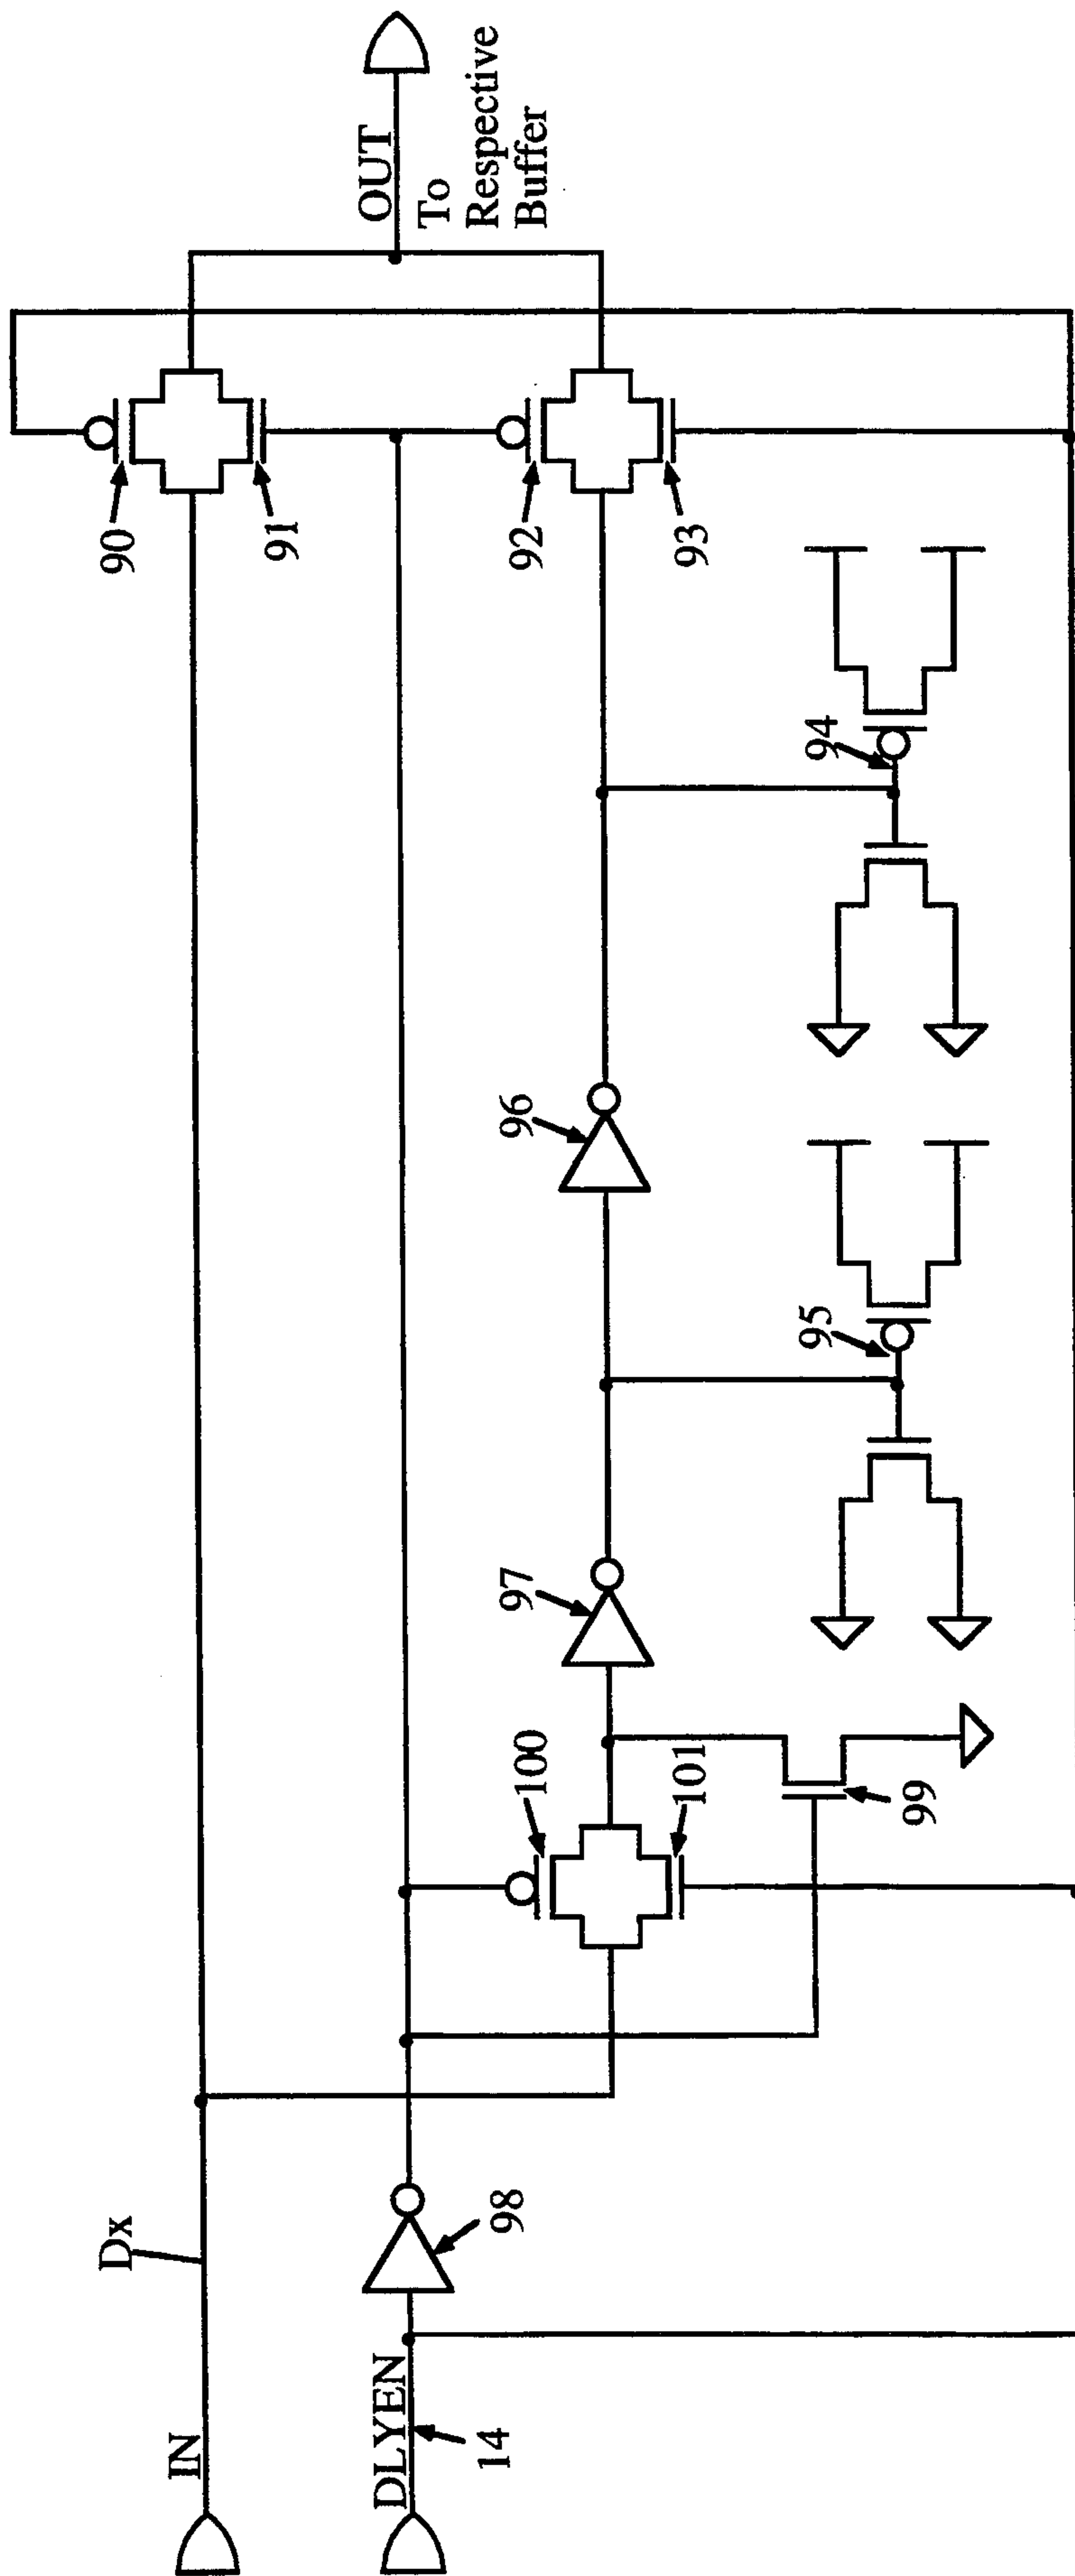 IN
Dx
DLYEN
14
98
100
101
99
97
95
96
94
90
91
92
93
OUT
To
Respective
Buffer